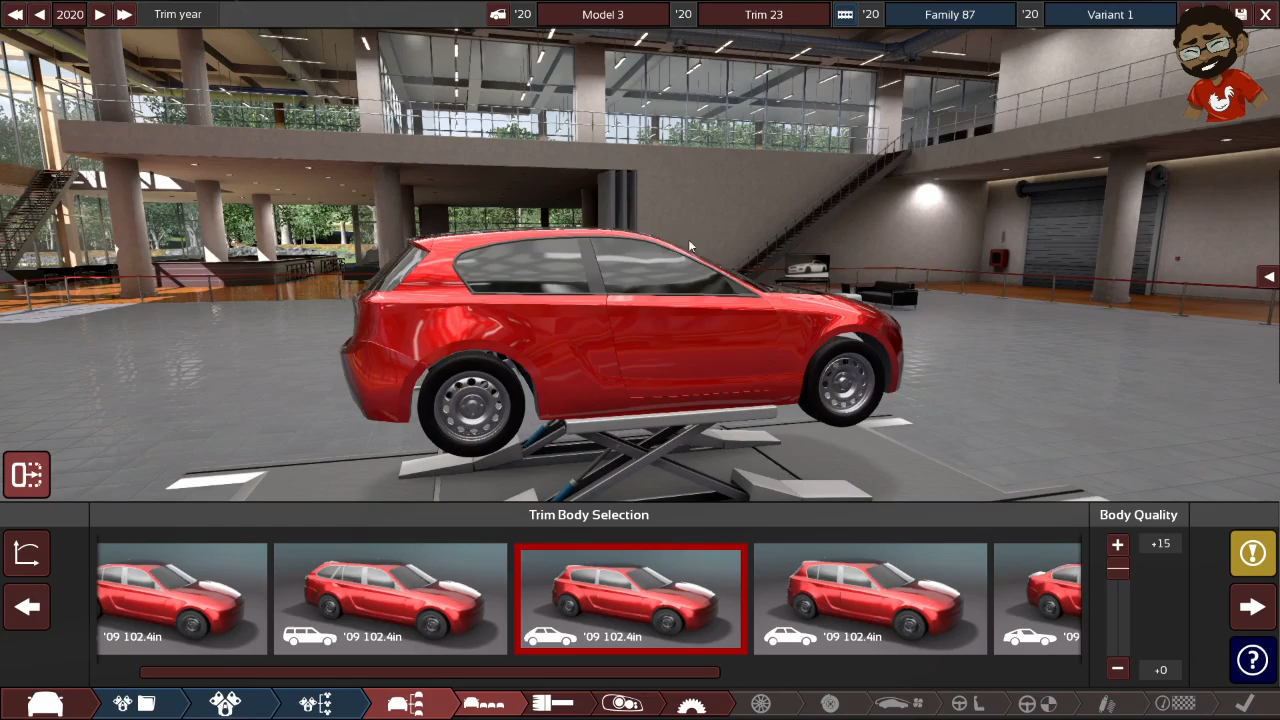 2020 Trim year '20 Model 3 '20 Trim 23 '20 Family 87 '20 Variant 1
Trim Body Selection
Body Quality
+15
'09 102.4in
'09 102.4in
'09 102.4in
'09 102.4in
'09
+0